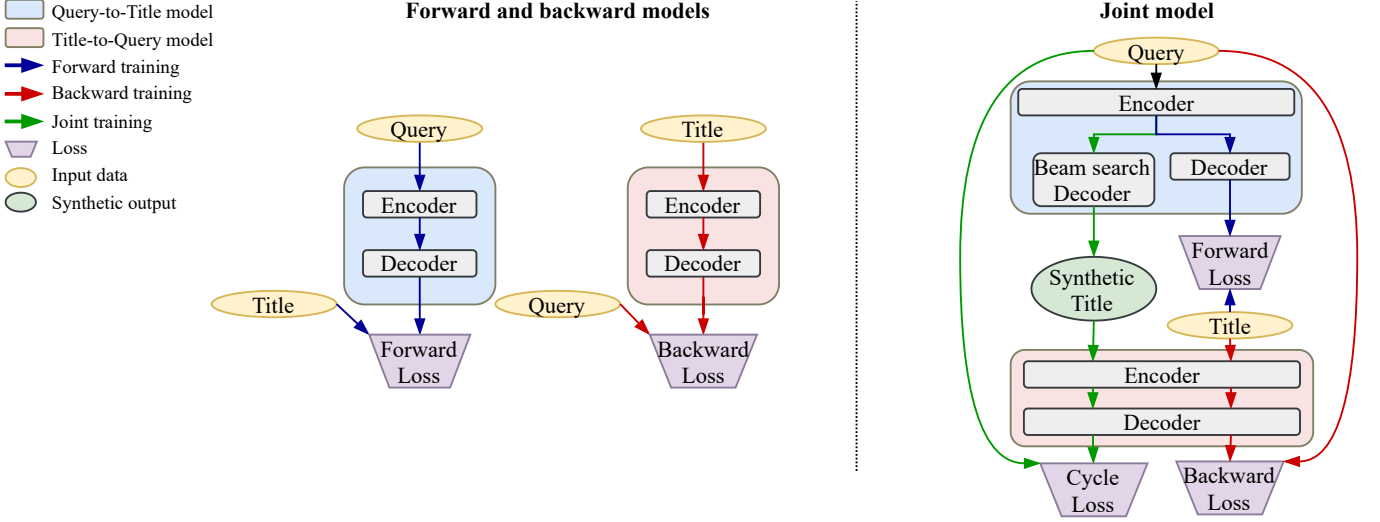 Query-to-Title model
Title-to-Query model
Forward training
Backward training
Joint training
Loss
Input data
Synthetic output
Forward and backward models
Query
Encoder
Decoder
Title
Forward
Loss
Title
Encoder
Decoder
Query
Backward
Loss
Joint model
Query
Encoder
Beam search
Decoder
Decoder
Forward
Loss
Synthetic
Title
Title
Encoder
Decoder
Cycle
Loss
Backward
Loss